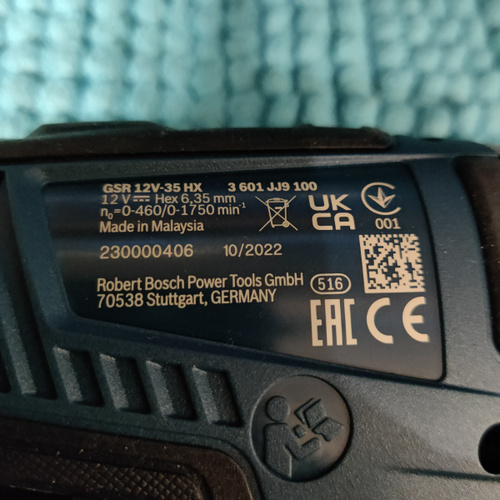 GSR 12V-35 HX 3 601 JJ9 100
12 V⎓ Hex 6,35 mm
n₀=0-460/0-1750 min⁻¹
Made in Malaysia
UK
CA
001
230000406 10/2022
Robert Bosch Power Tools GmbH
70538 Stuttgart, GERMANY
516
EAC CE